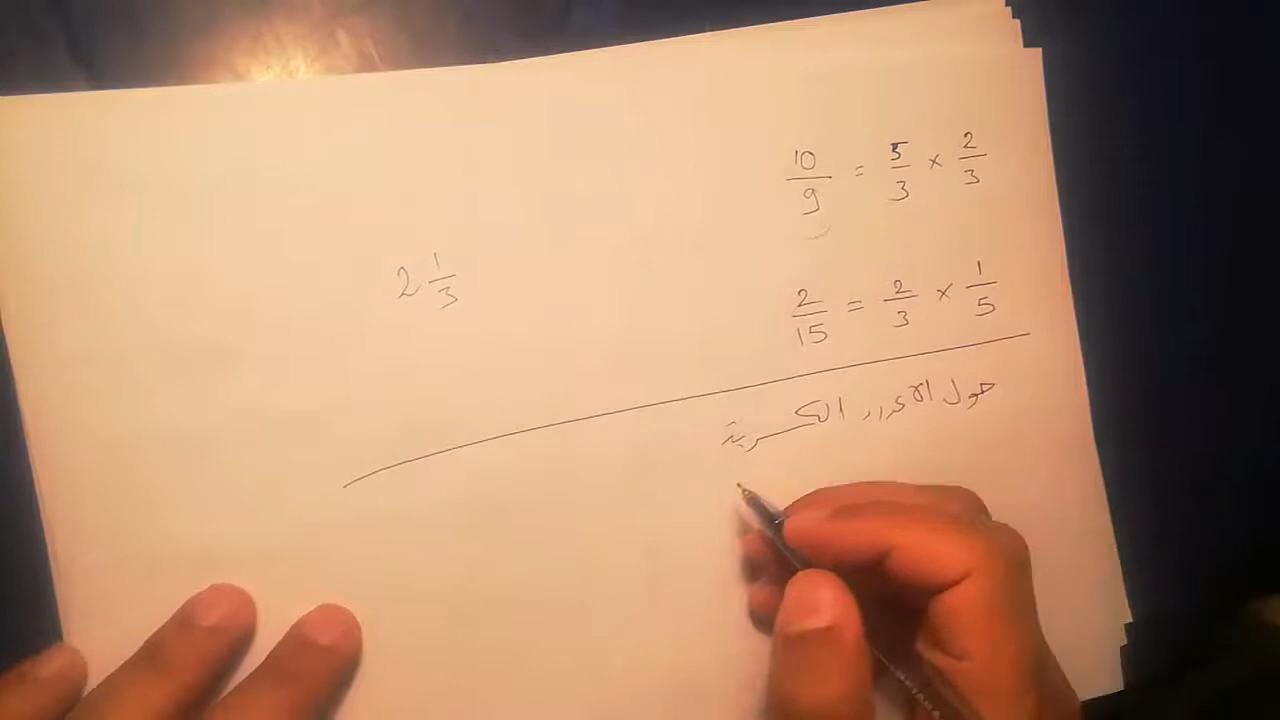 10/9 = 5/3 × 2/3
2 1/3
2/15 = 2/3 × 1/5
حول الاعداد الكسرية